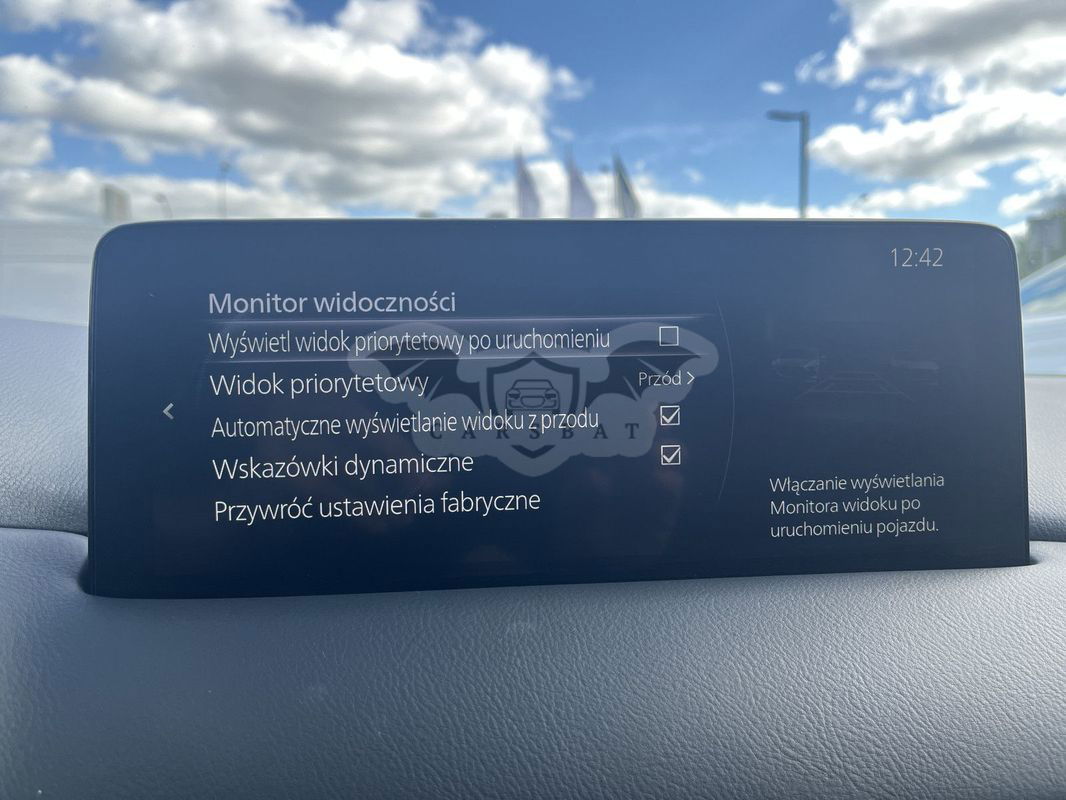 12:42
Monitor widoczności
Wyświetl widok priorytetowy po uruchomieniu
Widok priorytetowy Przód >
Automatyczne wyświetlanie widoku z przodu
CARSBAT
Wskazówki dynamiczne
Przywróć ustawienia fabryczne
Włączanie wyświetlania
Monitora widoku po
uruchomieniu pojazdu.